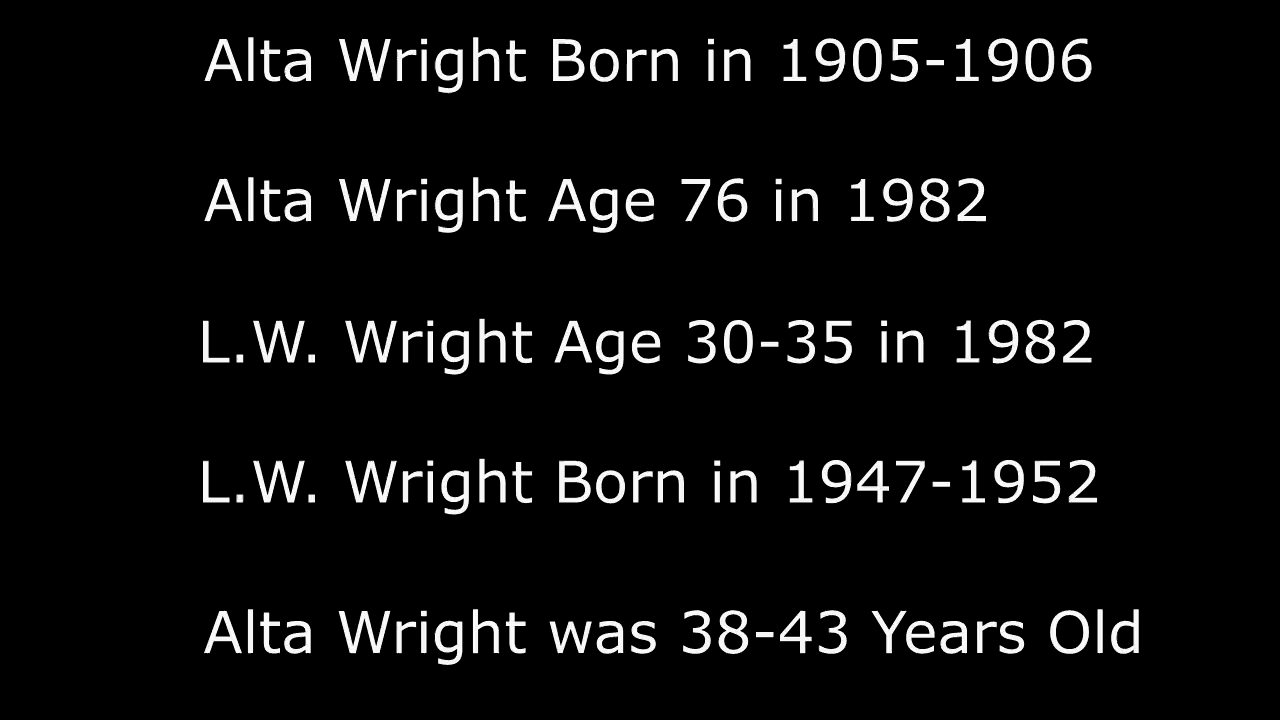 Alta Wright Born in 1905-1906
Alta Wright Age 76 in 1982
L.W. Wright Age 30-35 in 1982
L.W. Wright Born in 1947-1952
Alta Wright was 38-43 Years Old